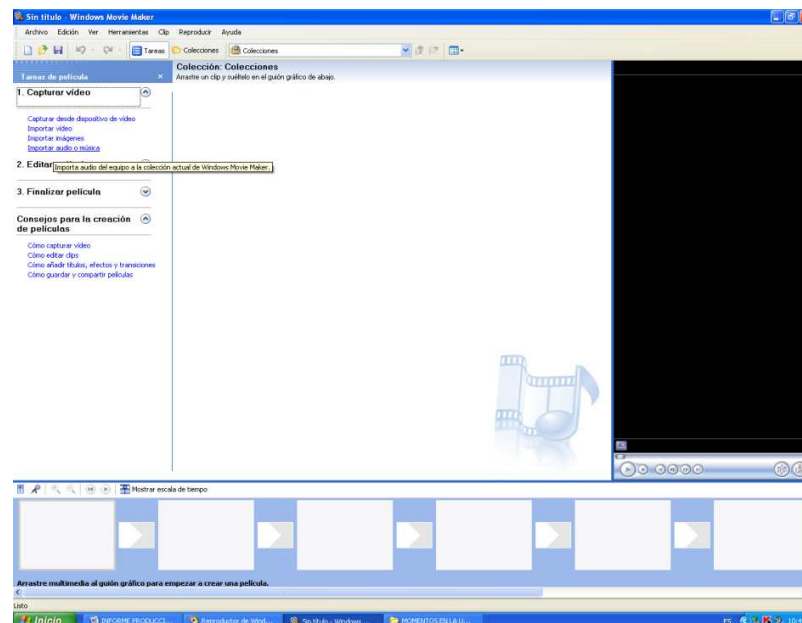 Sin título - Windows Movie Maker
Archivo Edición Ver Herramientas Clip Reproducir Ayuda
Tareas Colecciones Colecciones
Tareas de película
Colección: Colecciones
Arrastre un clip y suéltelo en el guión gráfico de abajo.
1. Capturar vídeo
Capturar desde dispositivo de vídeo
Importar vídeo
Importar imágenes
Importar audio o música
2. Editar
Importa audio del equipo a la colección actual de Windows Movie Maker.
3. Finalizar película
Consejos para la creación
de películas
Cómo capturar vídeo
Cómo editar clips
Cómo añadir títulos, efectos y transiciones
Cómo guardar y compartir películas
Mostrar escala de tiempo
Arrastre multimedia al guión gráfico para empezar a crear una película.
Listo
Inicio INFORME PRODUCCI... Reproductor de Wind... Sin título - Windows ... MOMENTOS EN LA U... ES